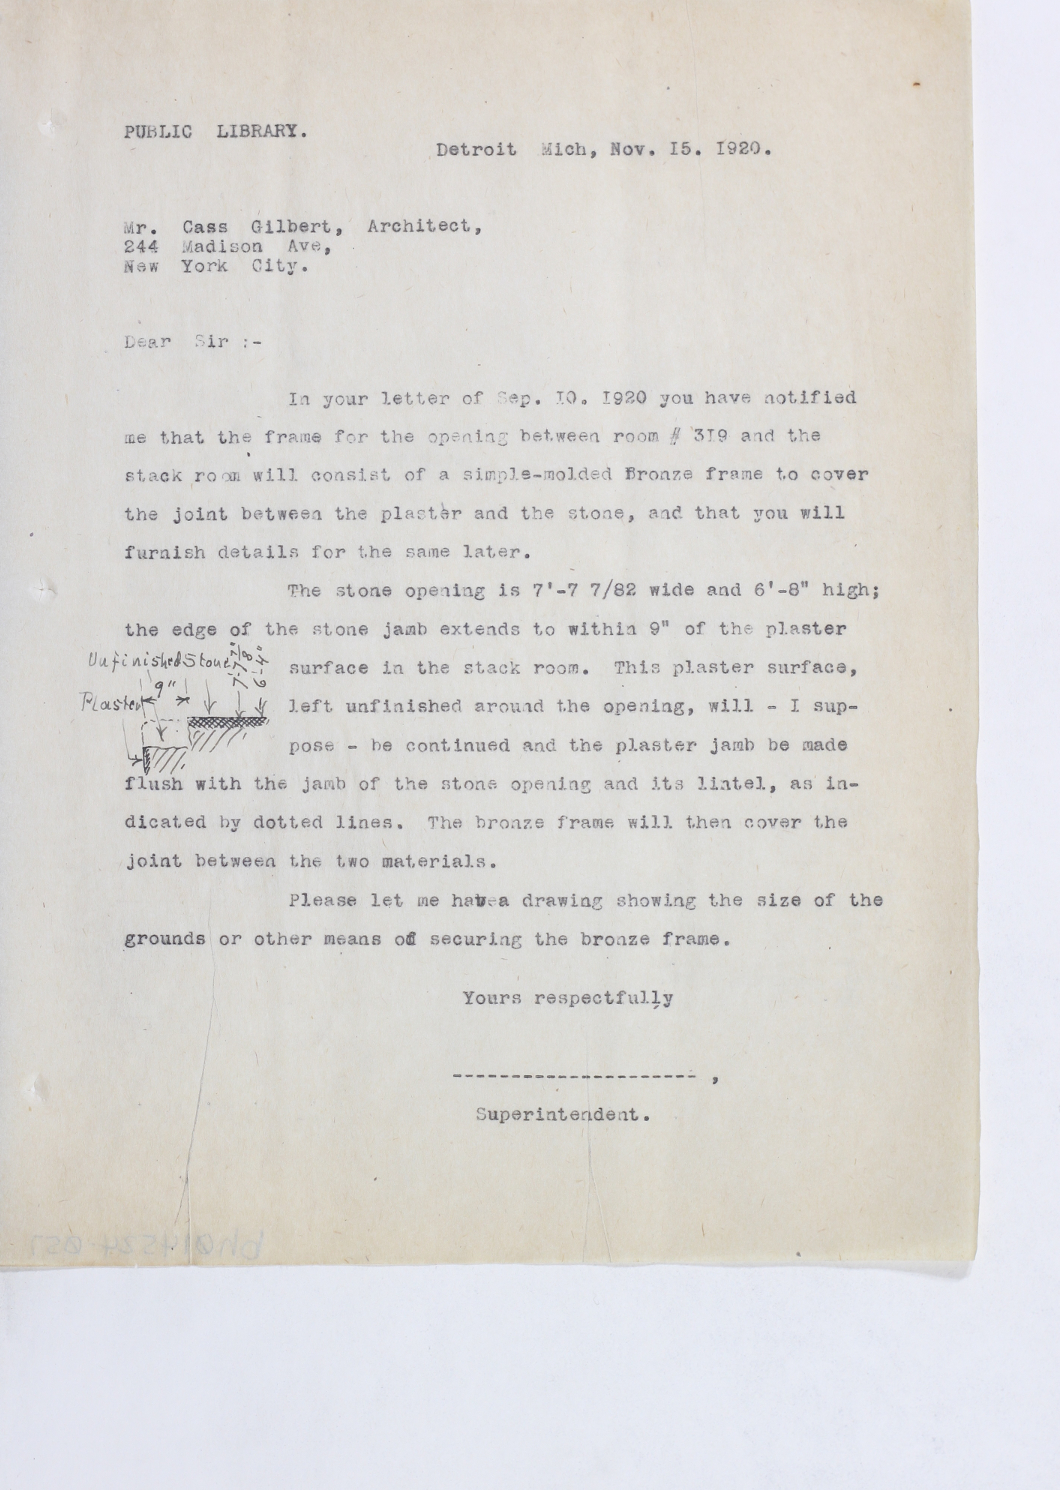 PUBLIC LIBRARY.
Detroit Mich, Nov. I5. I920.
Mr. Cass Gilbert, Architect,
244 Madison Ave,
New York City.
Dear Sir :-
In your letter of Sep. IO. I920 you have notified
me that the frame for the opening between room # 3I9 and the
stack room will consist of a simple-molded Bronze frame to cover
the joint between the plaster and the stone, and that you will
furnish details for the same later.
The stone opening is 7'-7 7/82 wide and 6'-8" high;
the edge of the stone jamb extends to within 9" of the plaster
Unfinished Stone
surface in the stack room. This plaster surface,
9"
Plaster
left unfinished around the opening, will - I sup-
pose - be continued and the plaster jamb be made
flush with the jamb of the stone opening and its lintel, as in-
dicated by dotted lines. The bronze frame will then cover the
joint between the two materials.
Please let me have a drawing showing the size of the
grounds or other means of securing the bronze frame.
Yours respectfully
--------------------- ,
Superintendent.